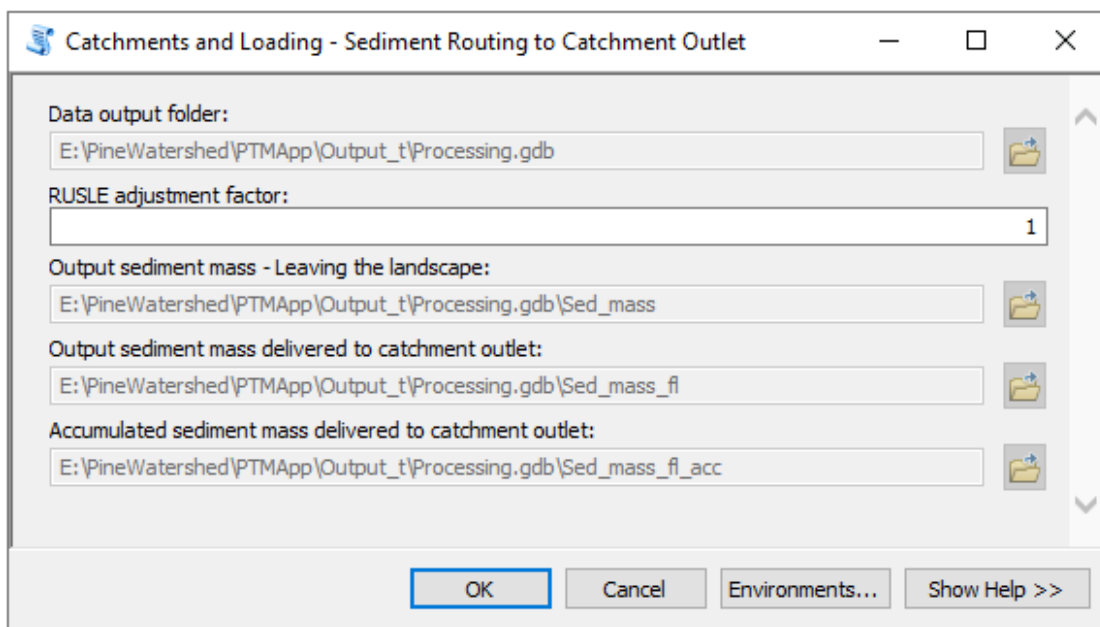 Catchments and Loading - Sediment Routing to Catchment Outlet
Data output folder:
E:\PineWatershed\PTMApp\Output_t\Processing.gdb
RUSLE adjustment factor:
1
Output sediment mass - Leaving the landscape:
E:\PineWatershed\PTMApp\Output_t\Processing.gdb\Sed_mass
Output sediment mass delivered to catchment outlet:
E:\PineWatershed\PTMApp\Output_t\Processing.gdb\Sed_mass_fl
Accumulated sediment mass delivered to catchment outlet:
E:\PineWatershed\PTMApp\Output_t\Processing.gdb\Sed_mass_fl_acc
OK Cancel Environments... Show Help >>